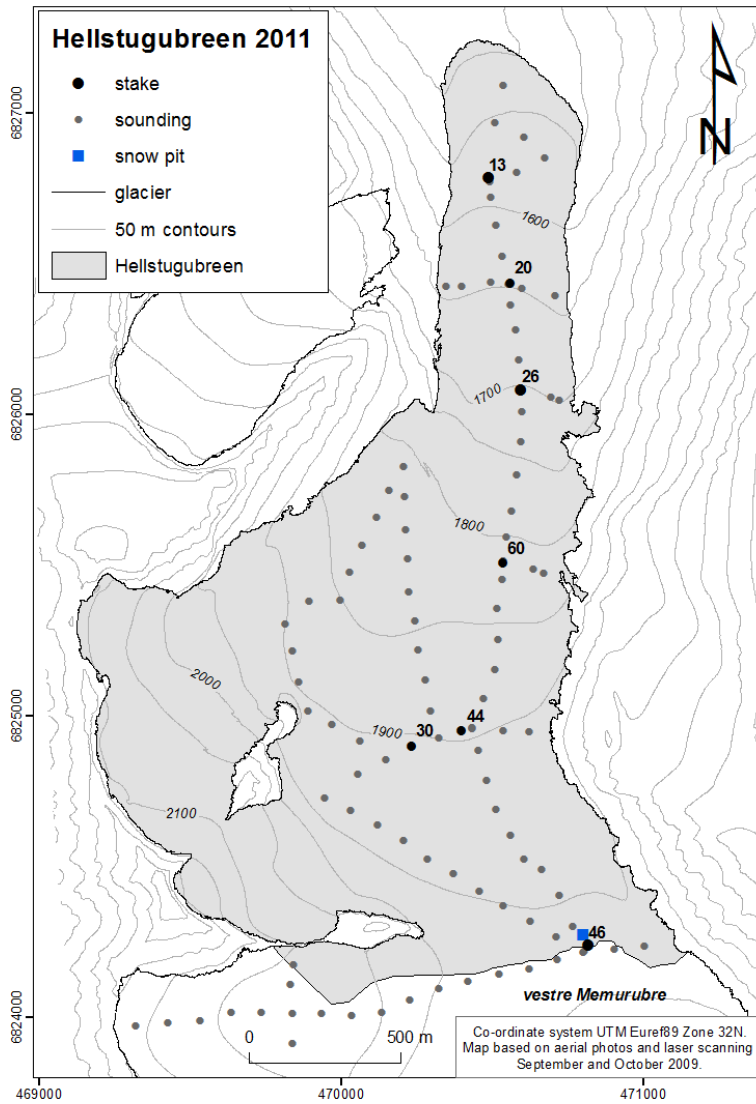 Hellstugubreen 2011
stake
sounding
snow pit
glacier
50 m contours
Hellstugubreen
N
6827000
13
1600
20
26
1700
6826000
1800
60
2000
6825000
1900
30
44
2100
46
vestre Memurubre
6824000
0
500 m
Co-ordinate system UTM Euref89 Zone 32N.
Map based on aerial photos and laser scanning
September and October 2009.
469000
470000
471000